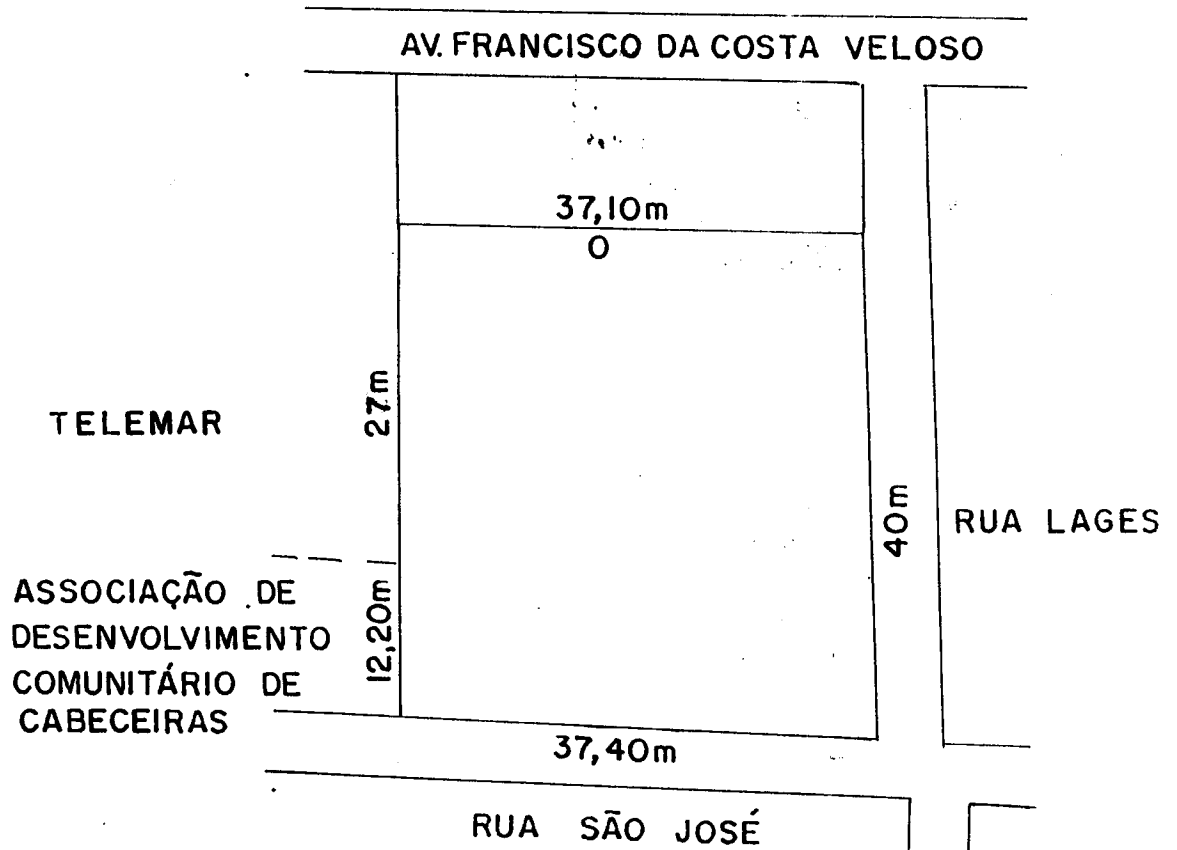 AV. FRANCISCO DA COSTA VELOSO
37,10m
O
27m
TELEMAR
40m
RUA LAGES
ASSOCIAÇÃO DE
DESENVOLVIMENTO
COMUNITÁRIO DE
CABECEIRAS
12,20m
37,40m
RUA SÃO JOSÉ